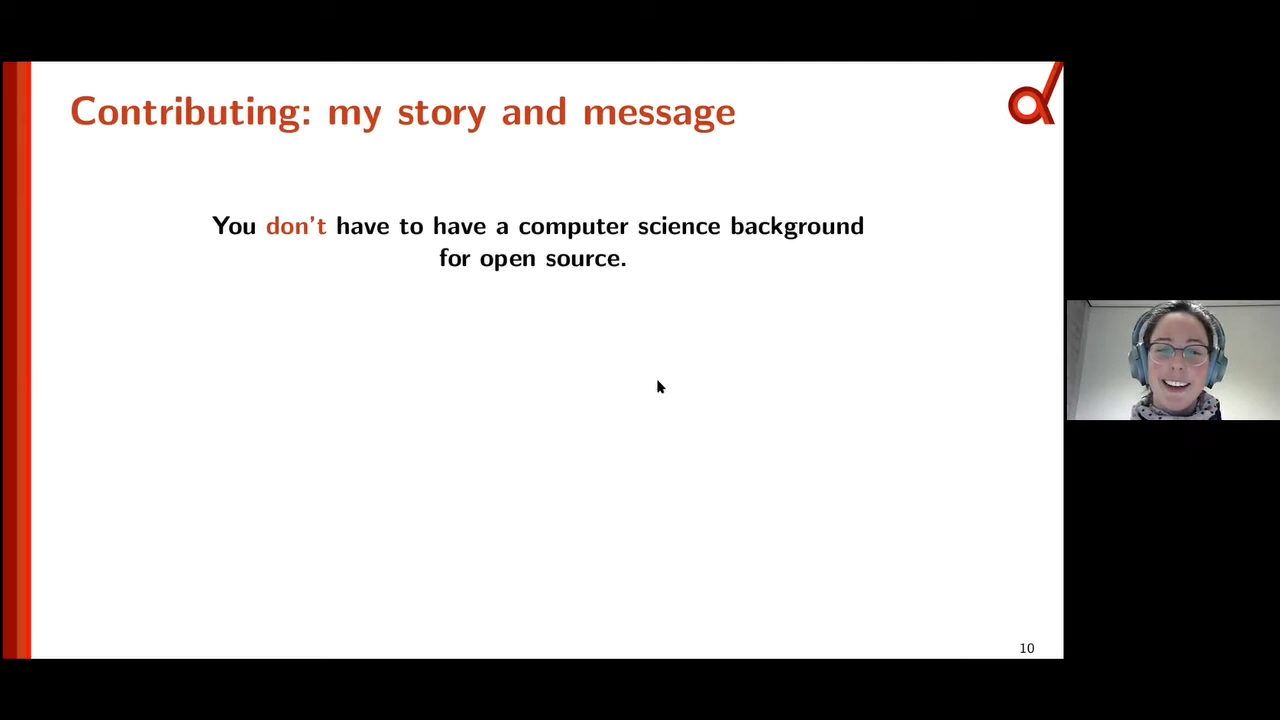 Contributing: my story and message
You don't have to have a computer science background
for open source.
10